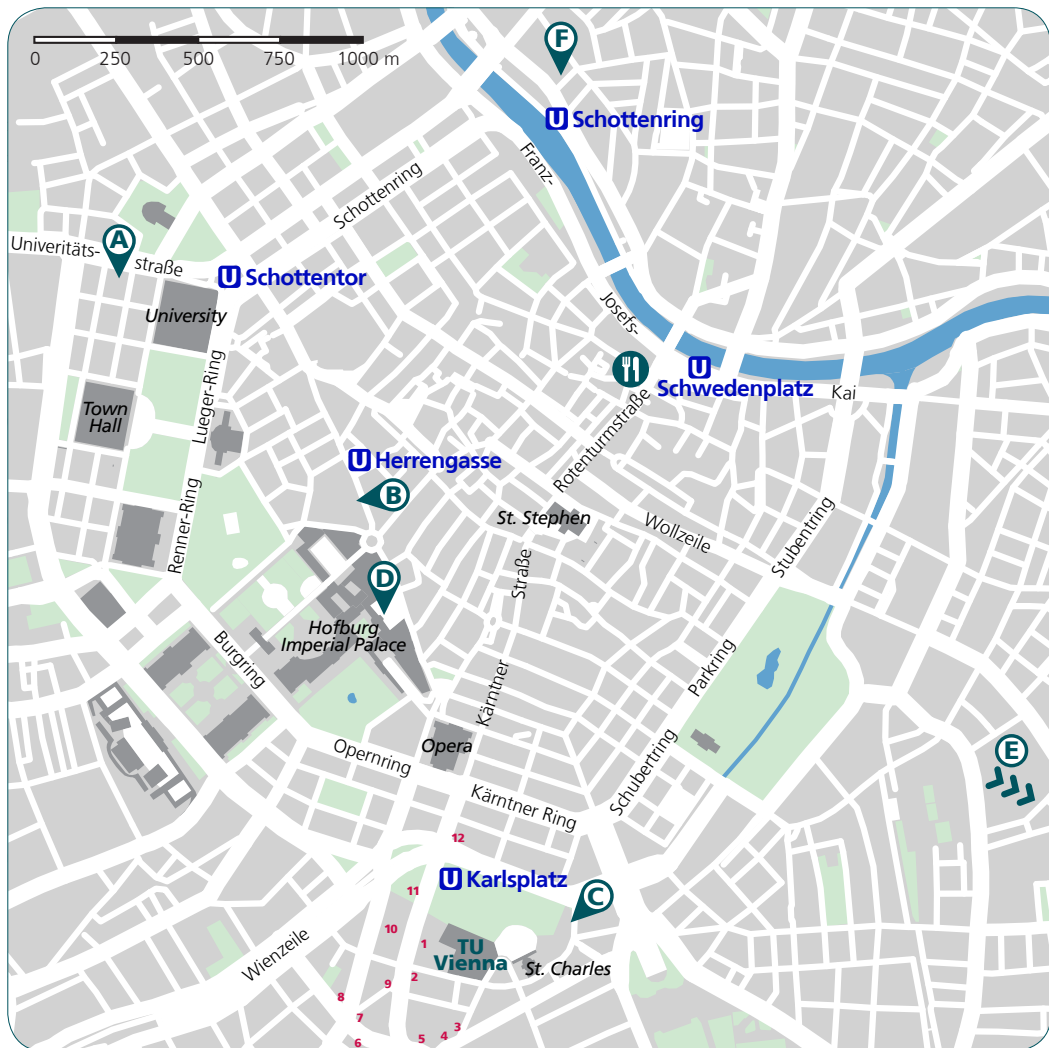 F
0 250 500 750 1000 m
U Schottenring
Franz-
Schottenring
A
Univeritäts-
straße
U Schottentor
University
Josefs-
Lueger-Ring
U
Schwedenplatz
Kai
Town
Hall
Rotenturmstraße
U Herrengasse
B
St. Stephen
Wollzeile
Stubentring
Renner-Ring
Straße
D
Hofburg
Imperial Palace
Burgring
Parkring
Kärntner
Opera
Opernring
Schubertring
E
Kärntner Ring
12
U Karlsplatz
11
C
10
1
TU
Vienna
St. Charles
Wienzeile
2
9
8
7
3
4
5
6